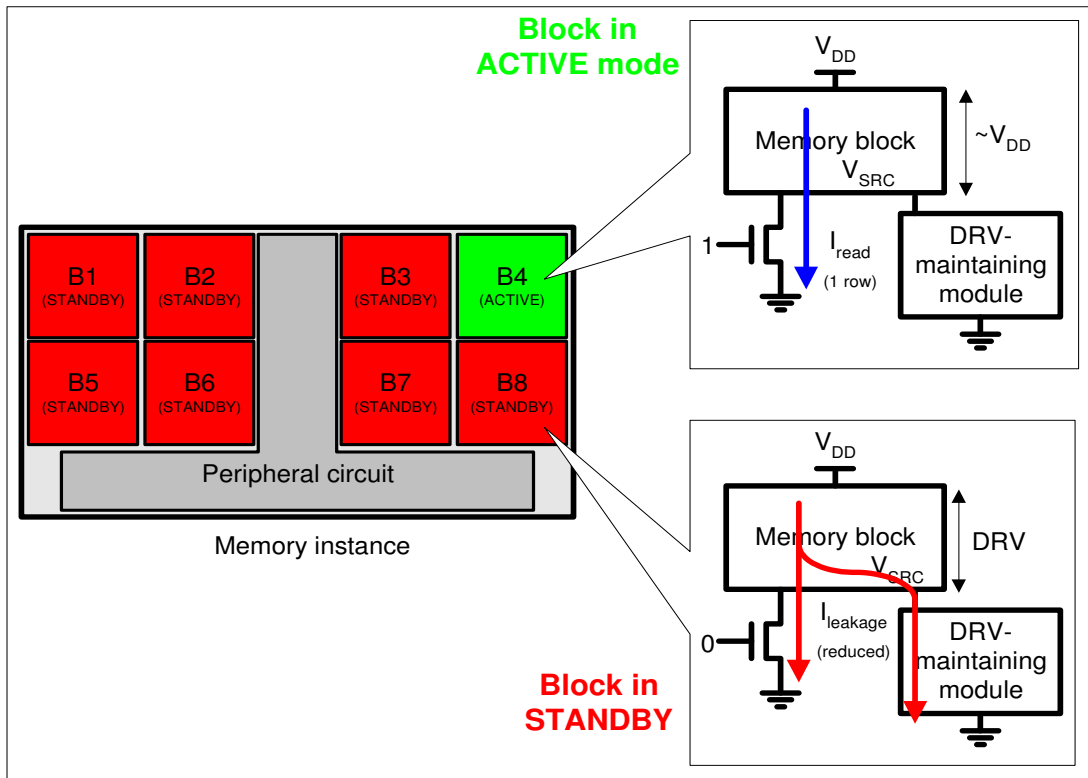 Block in
ACTIVE mode
VDD
Memory block
VSRC
~VDD
1
Iread
(1 row)
DRV-
maintaining
module
B1
(STANDBY)
B2
(STANDBY)
B3
(STANDBY)
B4
(ACTIVE)
B5
(STANDBY)
B6
(STANDBY)
B7
(STANDBY)
B8
(STANDBY)
Peripheral circuit
Memory instance
VDD
Memory block
VSRC
DRV
0
Ileakage
(reduced)
DRV-
maintaining
module
Block in
STANDBY